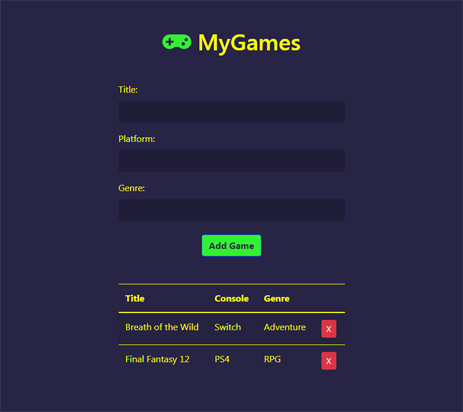 MyGames
Title:
Platform:
Genre:
Add Game
Title Console Genre
Breath of the Wild Switch Adventure X
Final Fantasy 12 PS4 RPG X